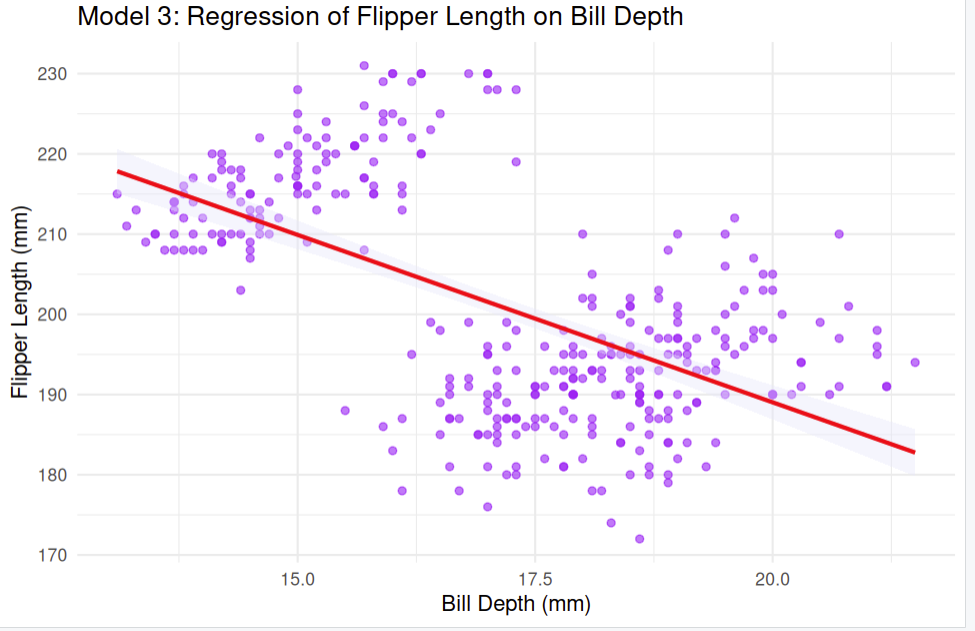 Model 3: Regression of Flipper Length on Bill Depth
Flipper Length (mm)
230
220
210
200
190
180
170
15.0 17.5 20.0
Bill Depth (mm)